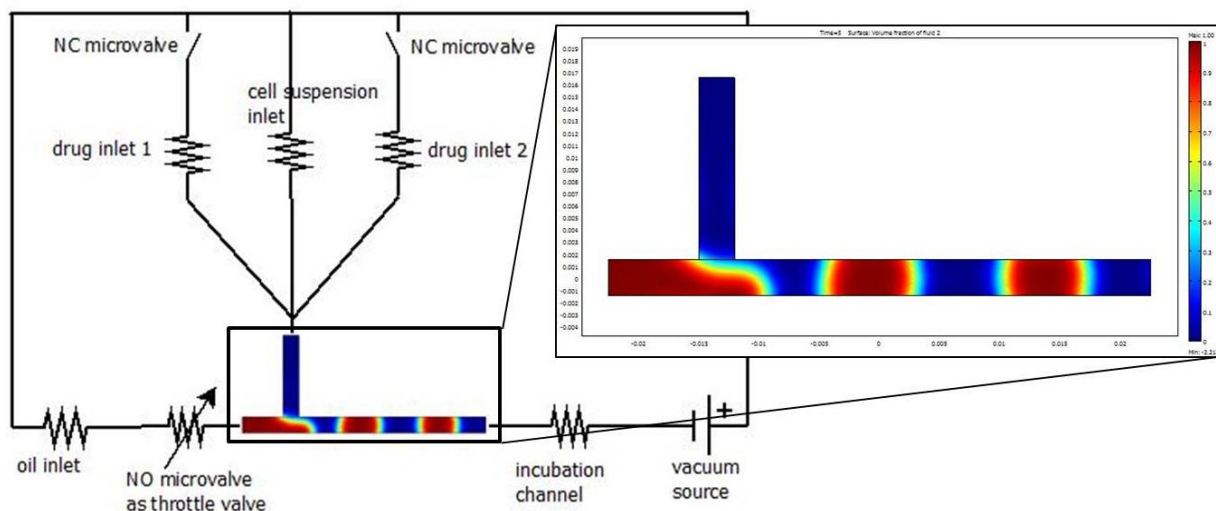 NC microvalve
NC microvalve
cell suspension
inlet
drug inlet 1
drug inlet 2
oil inlet
NO microvalve
as throttle valve
incubation
channel
+
vacuum
source
Time=3 Surface: Volume fraction of fluid 2
Max: 1.00
0.019
0.017
0.015
0.014
0.013
0.012
0.011
0.01
0.009
0.008
0.007
0.006
0.005
0.004
0.003
0.002
0.001
0
-0.001
-0.002
-0.003
-0.004
-0.02
-0.015
-0.01
-0.005
0
0.005
0.01
0.015
0.02
1
0.9
0.8
0.7
0.6
0.5
0.4
0.3
0.2
0.1
0